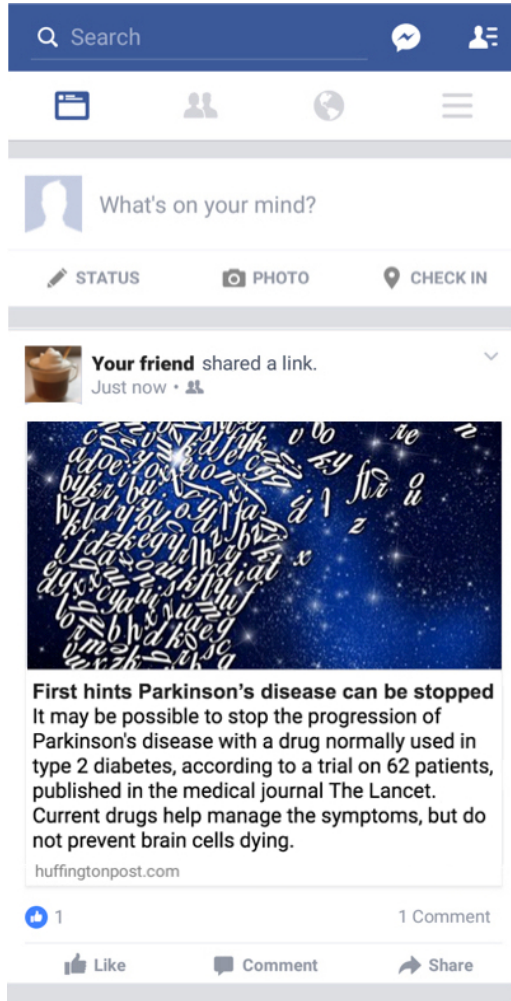 Search
What's on your mind?
STATUS PHOTO CHECK IN
Your friend shared a link.
Just now •
First hints Parkinson's disease can be stopped
It may be possible to stop the progression of
Parkinson's disease with a drug normally used in
type 2 diabetes, according to a trial on 62 patients,
published in the medical journal The Lancet.
Current drugs help manage the symptoms, but do
not prevent brain cells dying.
huffingtonpost.com
1 1 Comment
Like Comment Share